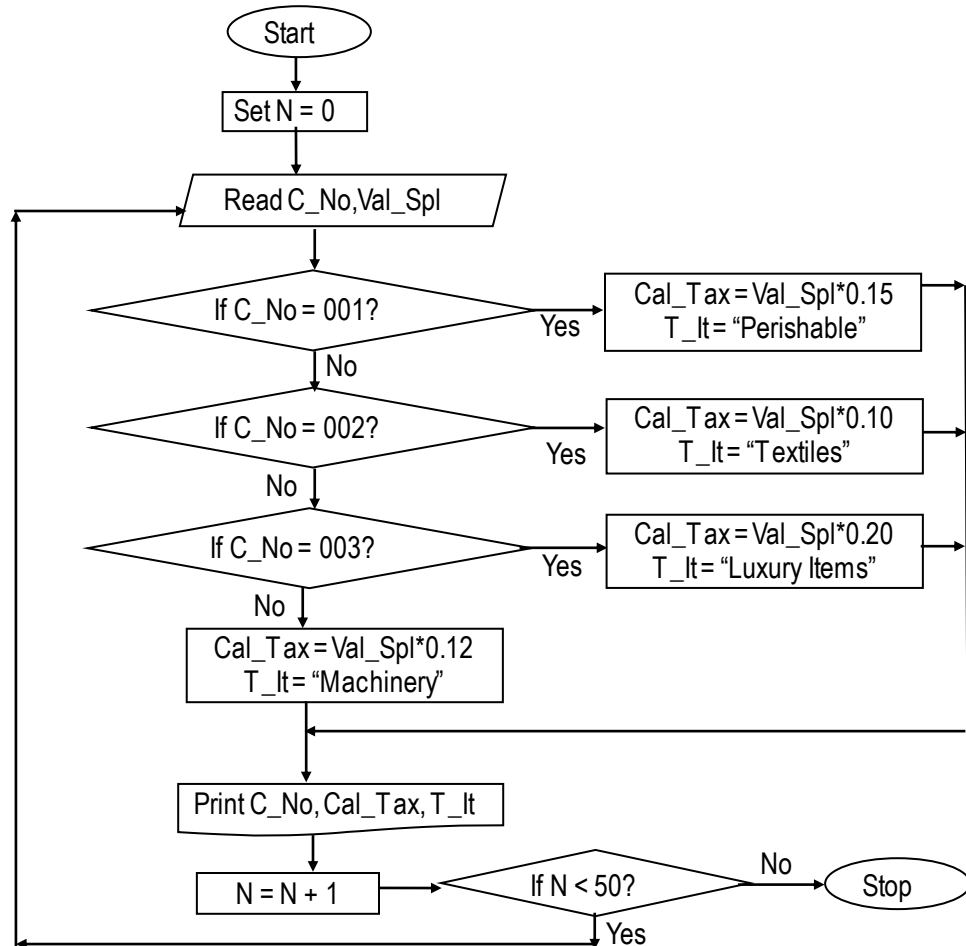 Start
Set N = 0
Read C_No,Val_Spl
If C_No = 001?
Yes
Cal_Tax = Val_Spl*0.15
T_It = “Perishable”
No
If C_No = 002?
Yes
Cal_Tax = Val_Spl*0.10
T_It = “Textiles”
No
If C_No = 003?
Yes
Cal_Tax = Val_Spl*0.20
T_It = “Luxury Items”
No
Cal_Tax = Val_Spl*0.12
T_It = “Machinery”
Print C_No, Cal_Tax, T_It
N = N + 1
If N < 50?
No
Stop
Yes